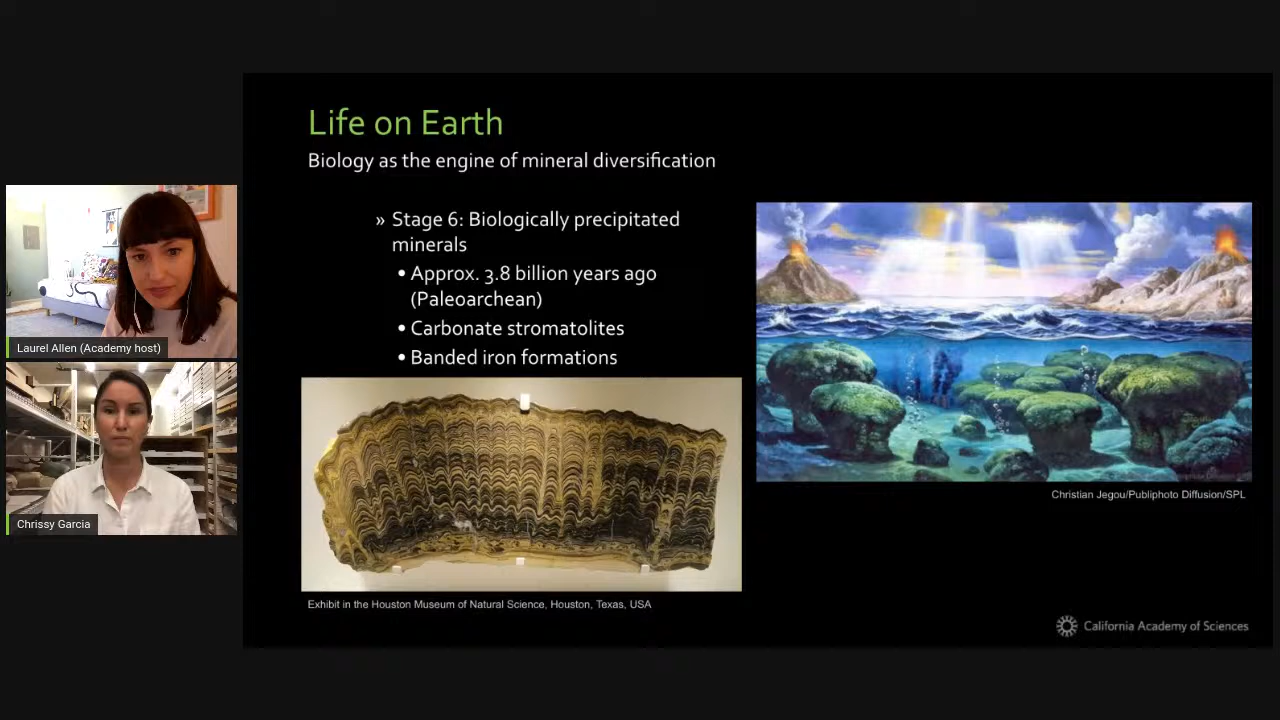 Life on Earth
Biology as the engine of mineral diversification
» Stage 6: Biologically precipitated
minerals
• Approx. 3.8 billion years ago
(Paleoarchean)
• Carbonate stromatolites
• Banded iron formations
Laurel Allen (Academy host)
Chrissy Garcia
Christian Jegou/Publiphoto Diffusion/SPL
Exhibit in the Houston Museum of Natural Science, Houston, Texas, USA
California Academy of Sciences